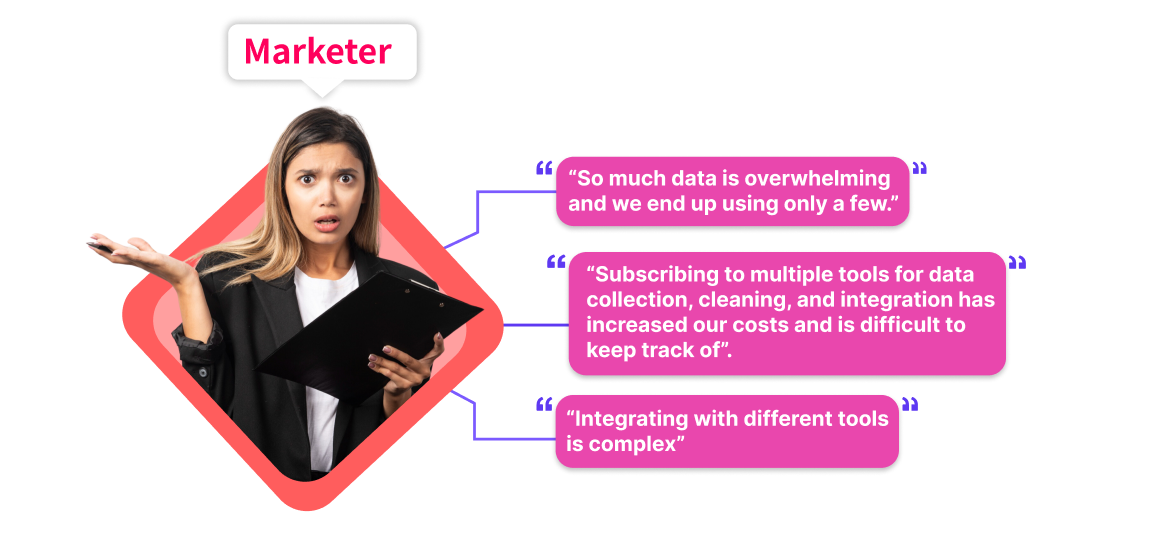 Marketer
“So much data is overwhelming
and we end up using only a few.”
“Subscribing to multiple tools for data
collection, cleaning, and integration has
increased our costs and is difficult to
keep track of”.
“Integrating with different tools
is complex”